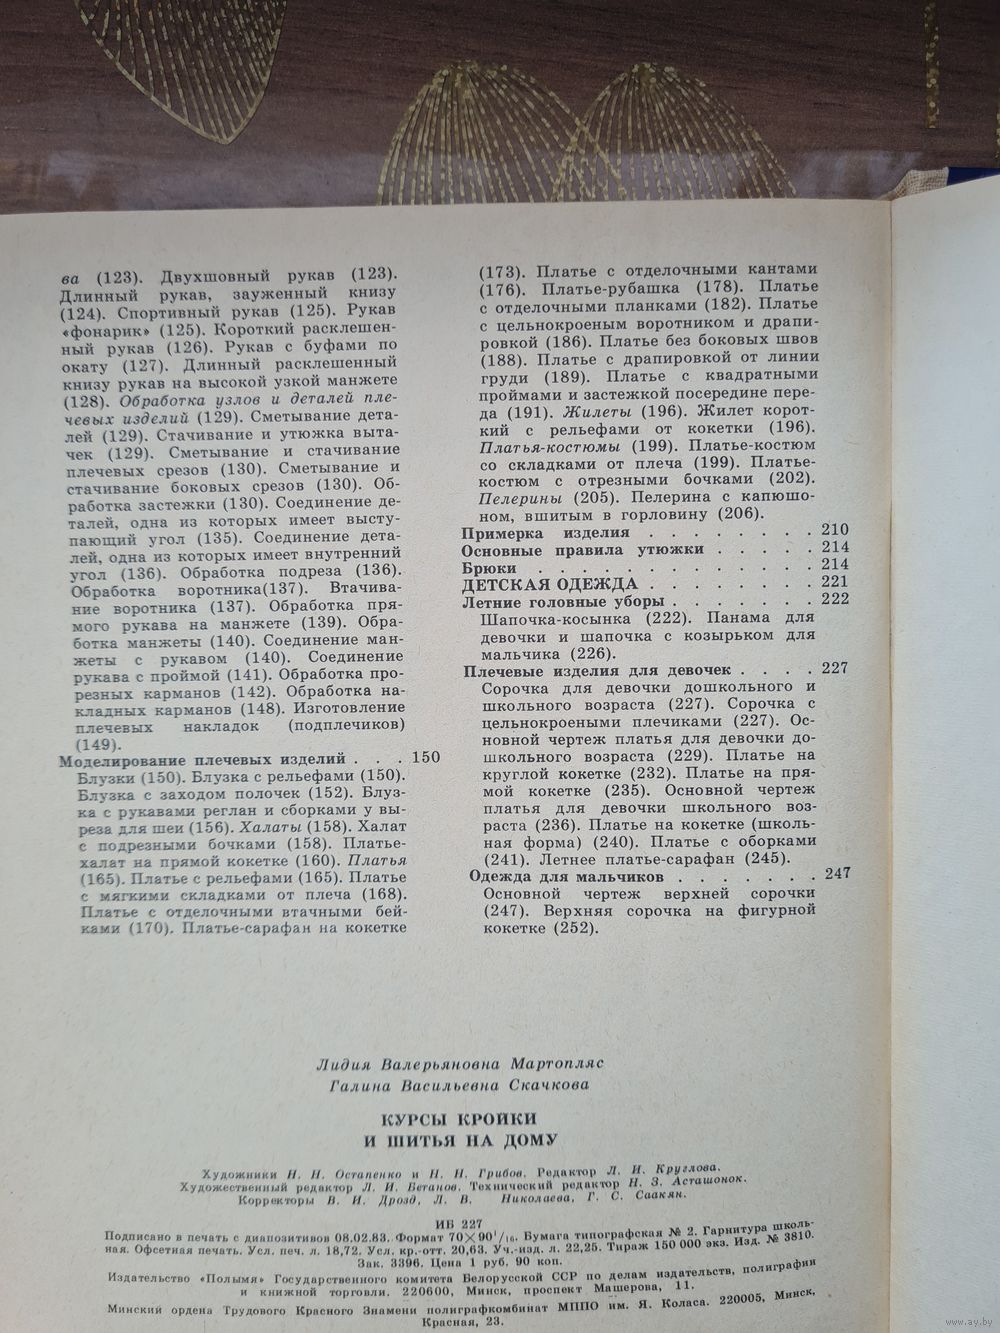 ва (123). Двухшовный рукав (123).
Длинный рукав, зауженный книзу
(124). Спортивный рукав (125). Рукав
«фонарик» (125). Короткий расклешен-
ный рукав (126). Рукав с буфами по
окату (127). Длинный расклешенный
книзу рукав на высокой узкой манжете
(128). Обработка узлов и деталей пле-
чевых изделий (129). Сметывание дета-
лей (129). Стачивание и утюжка выта-
чек (129). Сметывание и стачивание
плечевых срезов (130). Сметывание и
стачивание боковых срезов (130). Об-
работка застежки (130). Соединение де-
талей, одна из которых имеет высту-
пающий угол (135). Соединение дета-
лей, одна из которых имеет внутренний
угол (136). Обработка подреза (136).
Обработка воротника(137). Втачива-
ние воротника (137). Обработка пря-
мого рукава на манжете (139). Обра-
ботка манжеты (140). Соединение ман-
жеты с рукавом (140). Соединение
рукава с проймой (141). Обработка про-
резных карманов (142). Обработка на-
кладных карманов (148). Изготовление
плечевых накладок (подплечиков)
(149).
Моделирование плечевых изделий . . . 150
Блузки (150). Блузка с рельефами (150).
Блузка с заходом полочек (152). Блуз-
ка с рукавами реглан и сборками у вы-
реза для шеи (156). Халаты (158). Халат
с подрезными бочками (158). Платье-
халат на прямой кокетке (160). Платья
(165). Платье с рельефами (165). Платье
с мягкими складками от плеча (168).
Платье с отделочными втачными бей-
ками (170). Платье-сарафан на кокетке
(173). Платье с отделочными кантами
(176). Платье-рубашка (178). Платье
с отделочными планками (182). Платье
с цельнокроеным воротником и драпи-
ровкой (186). Платье без боковых швов
(188). Платье с драпировкой от линии
груди (189). Платье с квадратными
проймами и застежкой посередине пере-
да (191). Жилеты (196). Жилет корот-
кий с рельефами от кокетки (196).
Платья-костюмы (199). Платье-костюм
со складками от плеча (199). Платье-
костюм с отрезными бочками (202).
Пелерины (205). Пелерина с капюшо-
ном, вшитым в горловину (206).
Примерка изделия . . . . . . . . 210
Основные правила утюжки . . . . . 214
Брюки . . . . . . . . . . . . . 214
ДЕТСКАЯ ОДЕЖДА . . . . . . . 221
Летние головные уборы . . . . . . . 222
Шапочка-косынка (222). Панама для
девочки и шапочка с козырьком для
мальчика (226).
Плечевые изделия для девочек . . . . 227
Сорочка для девочки дошкольного и
школьного возраста (227). Сорочка с
цельнокроеными плечиками (227). Ос-
новной чертеж платья для девочки до-
школьного возраста (229). Платье на
круглой кокетке (232). Платье на пря-
мой кокетке (235). Основной чертеж
платья для девочки школьного воз-
раста (236). Платье на кокетке (школь-
ная форма) (240). Платье с оборками
(241). Летнее платье-сарафан (245).
Одежда для мальчиков . . . . . . . 247
Основной чертеж верхней сорочки
(247). Верхняя сорочка на фигурной
кокетке (252).
Лидия Валерьяновна Мартопляс
Галина Васильевна Скачкова
КУРСЫ КРОЙКИ
И ШИТЬЯ НА ДОМУ
Художники Н. Н. Остапенко и Н. Н. Грибов. Редактор Л. И. Круглова.
Художественный редактор Л. И. Веганов. Технический редактор Н. З. Асташонок.
Корректоры В. И. Дрозд, Л. В. Николаева, Г. С. Саакян.
ИБ 227
Подписано в печать с диапозитивов 08.02.83. Формат 70×90¹/₁₆. Бумага типографская № 2. Гарнитура школь-
ная. Офсетная печать. Усл. печ. л. 18,72. Усл. кр.-отт. 20,63. Уч.-изд. л. 22,25. Тираж 150 000 экз. Изд. № 3810.
Зак. 3396. Цена 1 руб. 90 коп.
Издательство «Полымя» Государственного комитета Белорусской ССР по делам издательств, полиграфии
и книжной торговли. 220600, Минск, проспект Машерова, 11.
Минский ордена Трудового Красного Знамени полиграфкомбинат МППО им. Я. Коласа. 220005, Минск,
Красная, 23.
www.ay.by